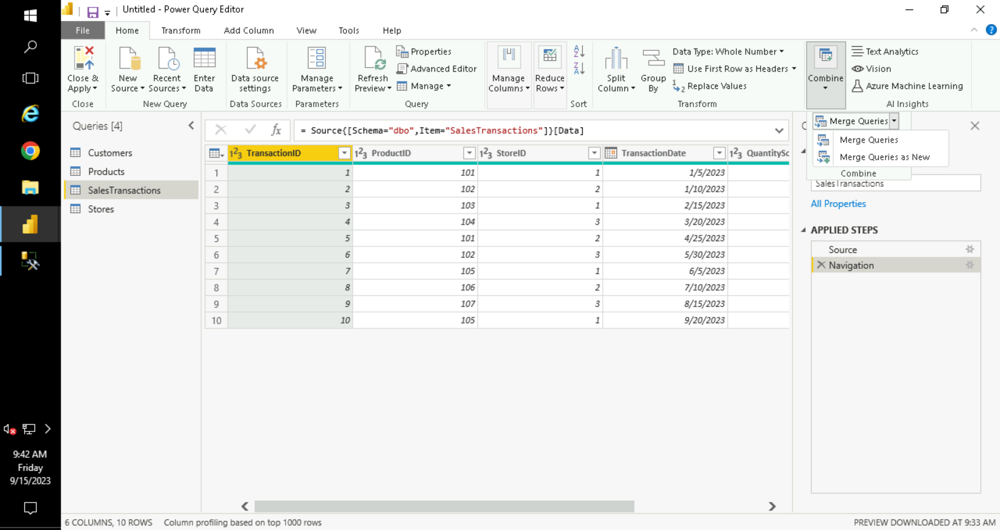 Untitled - Power Query Editor
File Home Transform Add Column View Tools Help
Close & Apply
Close
New Source
Recent Sources
Enter Data
New Query
Data source settings
Data Sources
Manage Parameters
Parameters
Refresh Preview
Properties
Advanced Editor
Manage
Query
Manage Columns
Reduce Rows
Sort
Split Column
Group By
Data Type: Whole Number
Use First Row as Headers
Replace Values
Transform
Combine
Text Analytics
Vision
Azure Machine Learning
AI Insights
Merge Queries
Merge Queries
Merge Queries as New
Combine
Queries [4]
Customers
Products
SalesTransactions
Stores
fx = Source{[Schema="dbo",Item="SalesTransactions"]}[Data]
TransactionID ProductID StoreID TransactionDate QuantitySc
1 1 101 1 1/5/2023
2 2 102 2 1/10/2023
3 3 103 1 2/15/2023
4 4 104 3 3/20/2023
5 5 101 2 4/25/2023
6 6 102 3 5/30/2023
7 7 105 1 6/5/2023
8 8 106 2 7/10/2023
9 9 107 3 8/15/2023
10 10 105 1 9/20/2023
SalesTransactions
All Properties
APPLIED STEPS
Source
Navigation
9:42 AM
Friday
9/15/2023
6 COLUMNS, 10 ROWS Column profiling based on top 1000 rows
PREVIEW DOWNLOADED AT 9:33 AM